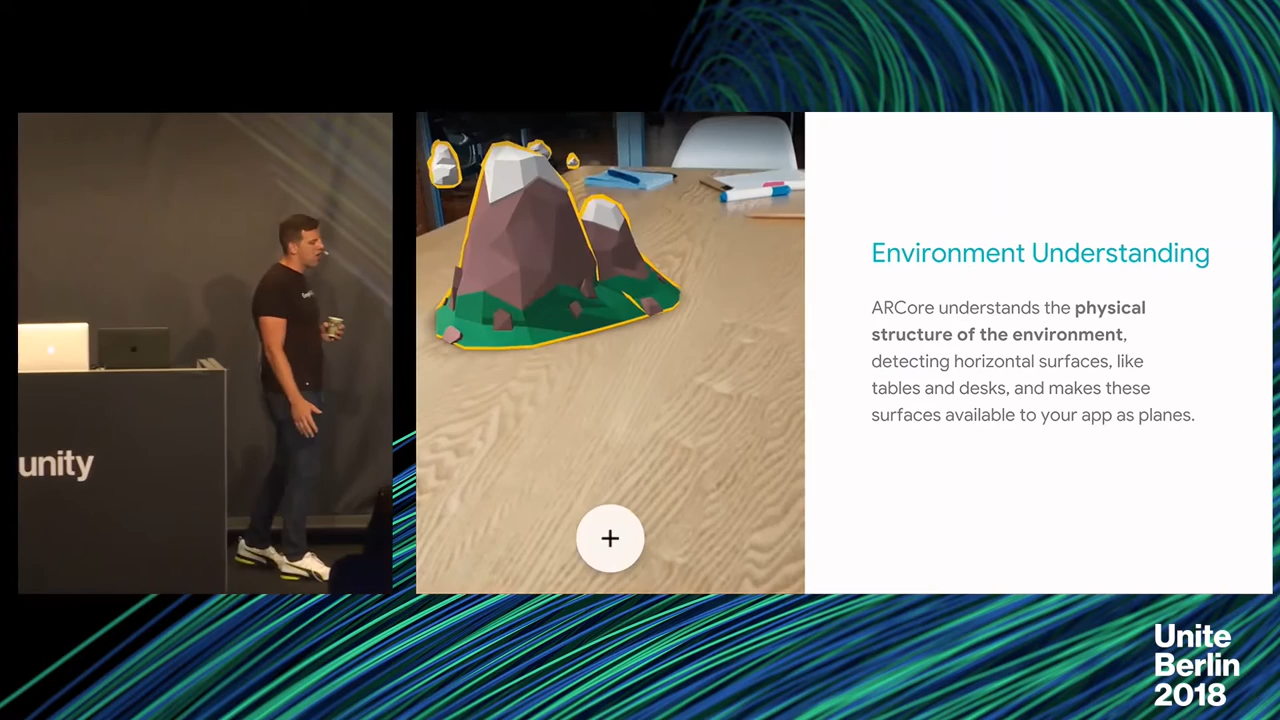 unity
+
Environment Understanding
ARCore understands the physical
structure of the environment,
detecting horizontal surfaces, like
tables and desks, and makes these
surfaces available to your app as planes.
Unite
Berlin
2018